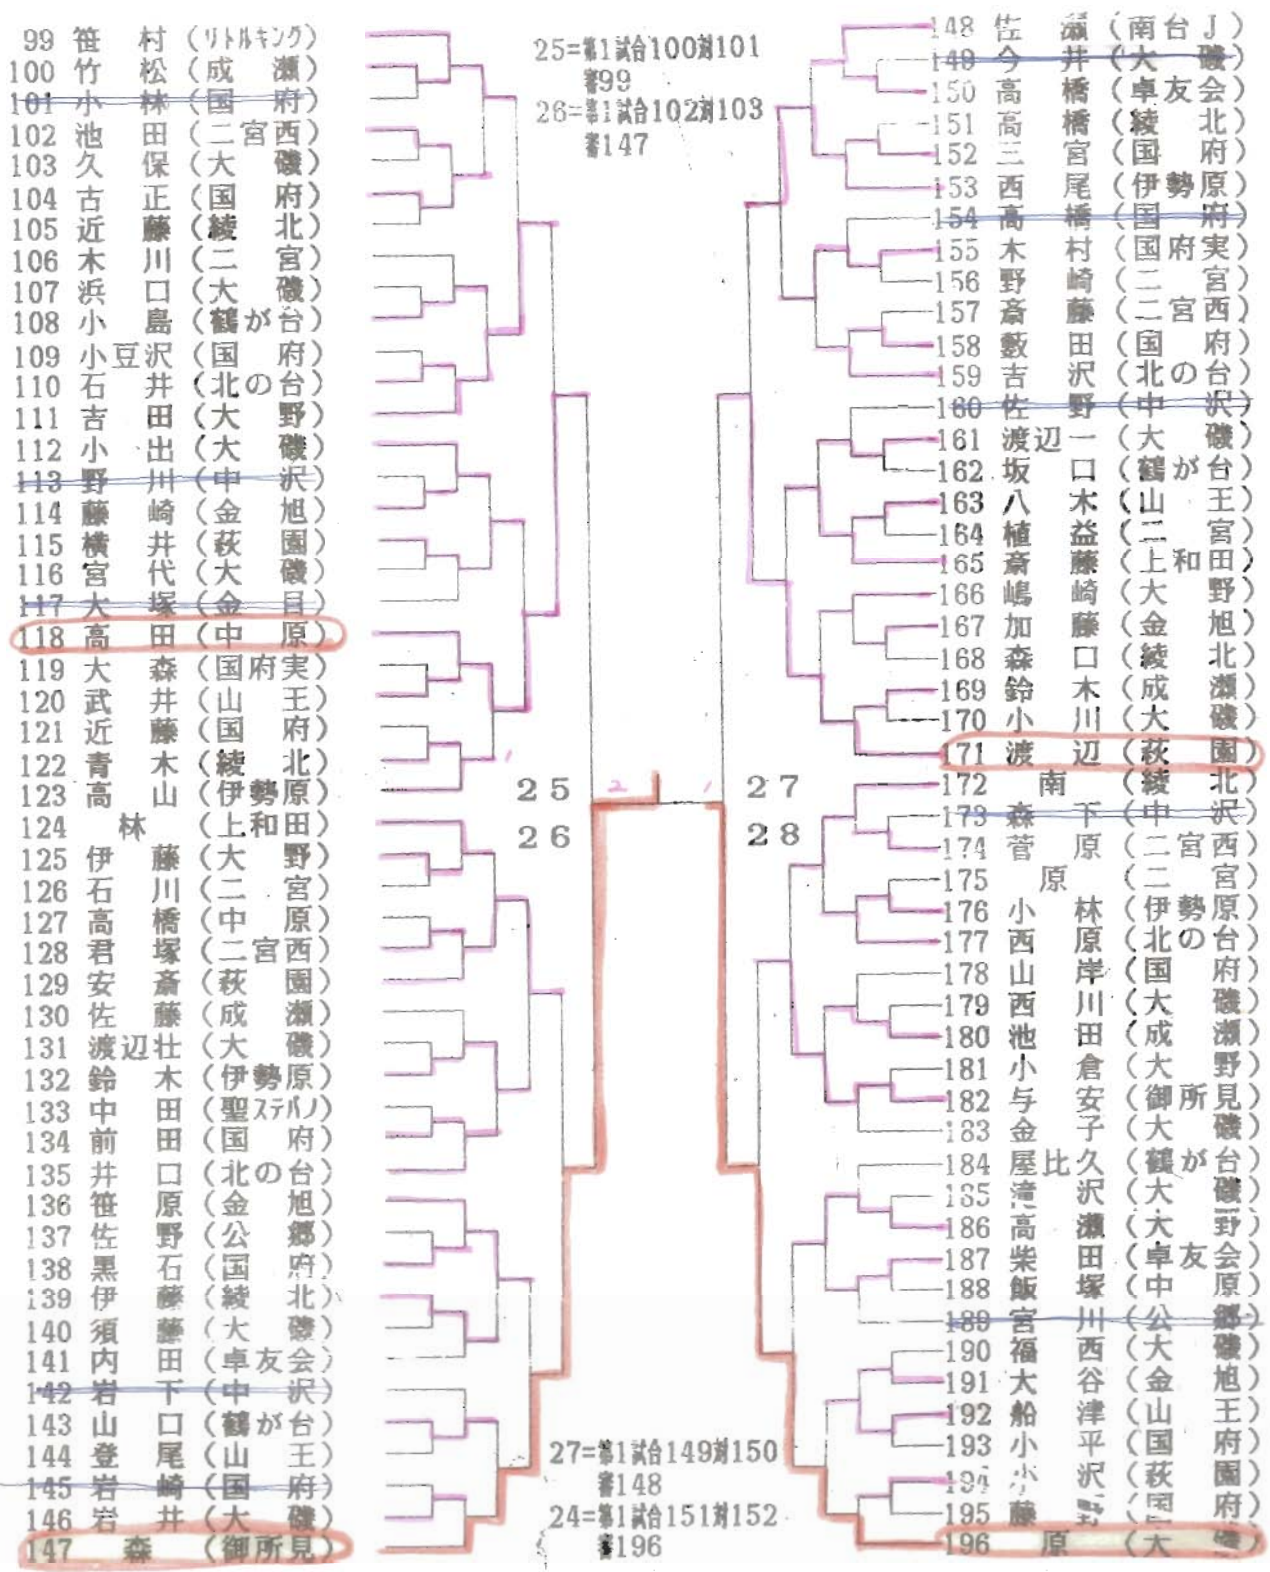 99 笹村（リトルキング）
100 竹松（成瀬）
101 小林（国府）
102 池田（二宮西）
103 久保（大磯）
104 古正（国府）
105 近藤（綾北）
106 木川（二宮）
107 浜口（大磯）
108 小島（鶴が台）
109 小豆沢（国府）
110 石井（北の台）
111 吉田（大野）
112 小出（大磯）
113 野川（中沢）
114 藤崎（金旭）
115 横井（萩園）
116 宮代（大磯）
117 大塚（金目）
118 高田（中原）
119 大森（国府実）
120 武井（山王）
121 近藤（国府）
122 青木（綾北）
123 高山（伊勢原）
124 林（上和田）
125 伊藤（大野）
126 石川（二宮）
127 高橋（中原）
128 君塚（二宮西）
129 安斎（萩園）
130 佐藤（成瀬）
131 渡辺壮（大磯）
132 鈴木（伊勢原）
133 中田（聖ステパノ）
134 前田（国府）
135 井口（北の台）
136 笹原（金旭）
137 佐野（公郷）
138 黒石（国府）
139 伊藤（綾北）
140 須藤（大磯）
141 内田（卓友会）
142 岩下（中沢）
143 山口（鶴が台）
144 登尾（山王）
145 岩崎（国府）
146 岩井（大磯）
147 森（御所見）
25=第1試合100対101
審99
26=第1試合102対103
審147
1
25
2
1
27
26
28
27=第1試合149対150
審148
24=第1試合151対152
審196
148 佐瀬（南台J）
149 今井（大磯）
150 高橋（卓友会）
151 高橋（綾北）
152 三宮（国府）
153 西尾（伊勢原）
154 高橋（国府）
155 木村（国府実）
156 野崎（二宮）
157 斎藤（二宮西）
158 藪田（国府）
159 吉沢（北の台）
160 佐野（中沢）
161 渡辺一（大磯）
162 坂口（鶴が台）
163 八木（山王）
164 植益（二宮）
165 斎藤（上和田）
166 嶋崎（大野）
167 加藤（金旭）
168 森口（綾北）
169 鈴木（成瀬）
170 小川（大磯）
171 渡辺（萩園）
172 南（綾北）
173 森下（中沢）
174 菅原（二宮西）
175 原（二宮）
176 小林（伊勢原）
177 西原（北の台）
178 山岸（国府）
179 西川（大磯）
180 池田（成瀬）
181 小倉（大野）
182 与安（御所見）
183 金子（大磯）
184 屋比久（鶴が台）
185 滝沢（大磯）
186 高瀬（大野）
187 柴田（卓友会）
188 飯塚（中原）
189 宮川（公郷）
190 福西（大磯）
191 大谷（金旭）
192 船津（山王）
193 小平（国府）
194 小沢（萩園）
195 藤野（国府）
196 原（大磯）